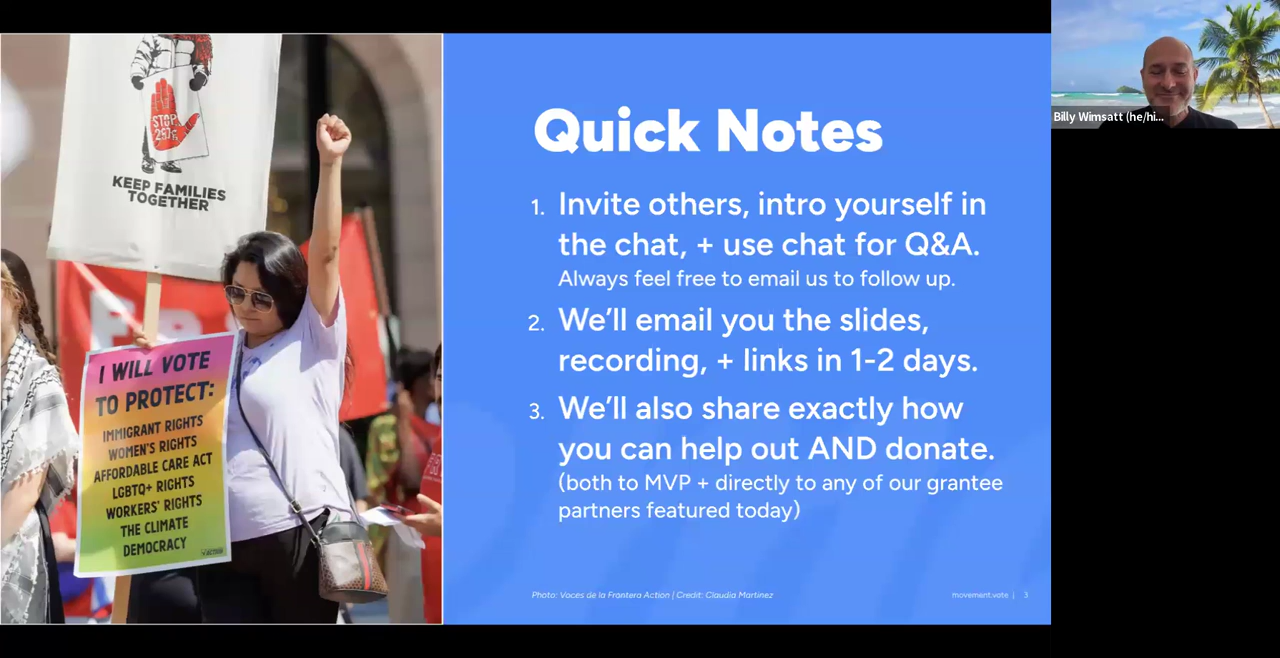 STOP
287g
KEEP FAMILIES
TOGETHER
I WILL VOTE
TO PROTECT:
IMMIGRANT RIGHTS
WOMEN'S RIGHTS
AFFORDABLE CARE ACT
LGBTQ+ RIGHTS
WORKERS' RIGHTS
THE CLIMATE
DEMOCRACY
Quick Notes
1. Invite others, intro yourself in
the chat, + use chat for Q&A.
Always feel free to email us to follow up.
2. We'll email you the slides,
recording, + links in 1-2 days.
3. We'll also share exactly how
you can help out AND donate.
(both to MVP + directly to any of our grantee
partners featured today)
Photo: Voces de la Frantera Action | Credit: Claudia Martinez
movement.vote | 3
Billy Wimsatt (he/hi...